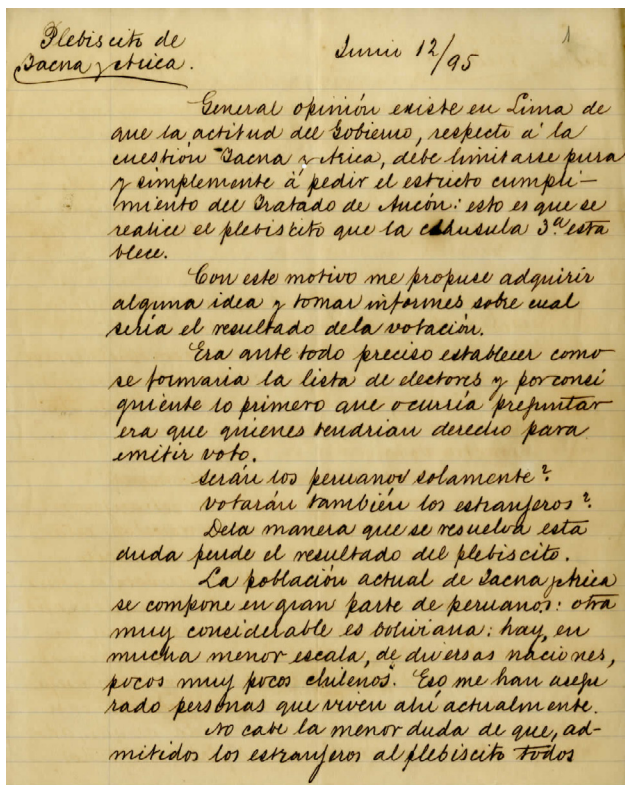 Plebiscito de
Tacna y Arica.
Junio 12/95
1
General opinión existe en Lima de
que la actitud del Gobierno, respecto á la
cuestión Tacna y Arica, debe limitarse pura
y simplemente á pedir el estricto cumpli-
miento del Tratado de Ancón: esto es que se
realice el plebiscito que la cláusula 3ª esta
blece.
Con este motivo me propuse adquirir
alguna idea y tomar informes sobre cual
seria el resultado dela votación.
Era ante todo preciso establecer como
se formaria la lista de electores y por consi
guiente lo primero que ocurría preguntar
era que quienes tendrian derecho para
emitir voto.
serán los peruanos solamente?
votarán también los estranjeros?
Dela manera que se resuelva esta
duda pende el resultado del plebiscito.
La población actual de Tacna y Arica
se compone en gran parte de peruanos: otra
muy considerable es boliviana: hay, en
mucha menor escala, de diversas naciones,
pocos muy pocos chilenos. Eso me han asegu
rado personas que viven ahí actualmente.
No cabe la menor duda de que, ad-
mitidos los estranjeros al plebiscito todos